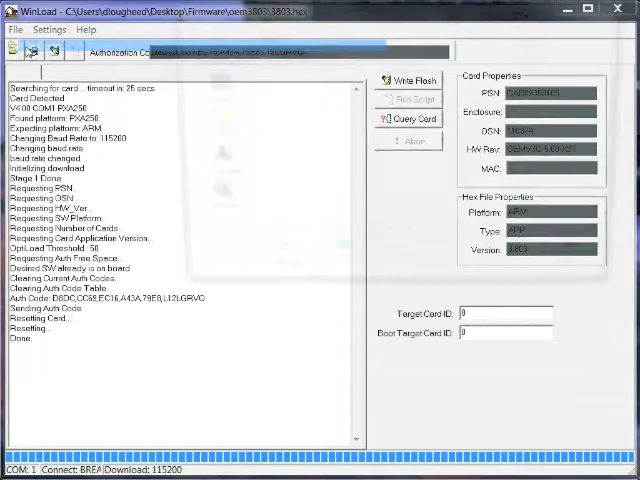 WinLoad - C:\Users\dlougheed\Desktop\Firmware\oem3803\3803.hex
File Settings Help
Authorization Co
Searching for card ... timeout in: 25 secs
Card Detected
V4.00 COM1 PXA250
Found platform: PXA250
Expecting platform: ARM
Changing Baud Rate to: 115200
Changing baud rate
baud rate changed
Initializing download
Stage 1 Done
Requesting PSN...
Requesting OSN...
Requesting HW_Ver...
Requesting SW Platform...
Requesting Number of Cards...
Requesting Card Application Version...
OptiLoad Threshold : 50
Requesting Auth Free Space...
Desired SW already is on board
Clearing Current Auth Codes...
Clearing Auth Code Table...
Auth Code: D8DC,CC69,EC16,A43A,79E8,L12LGRVO
Sending Auth Code
Resetting Card...
Resetting...
Done.
Write Flash
Run Script
Query Card
Abort
Card Properties
PSN:
Enclosure:
OSN:
HW Rev:
MAC:
Hex File Properties
Platform: ARM
Type: APP
Version: 3.803
Target Card ID: 0
Boot Target Card ID: 0
COM: 1 Connect: BREA Download: 115200